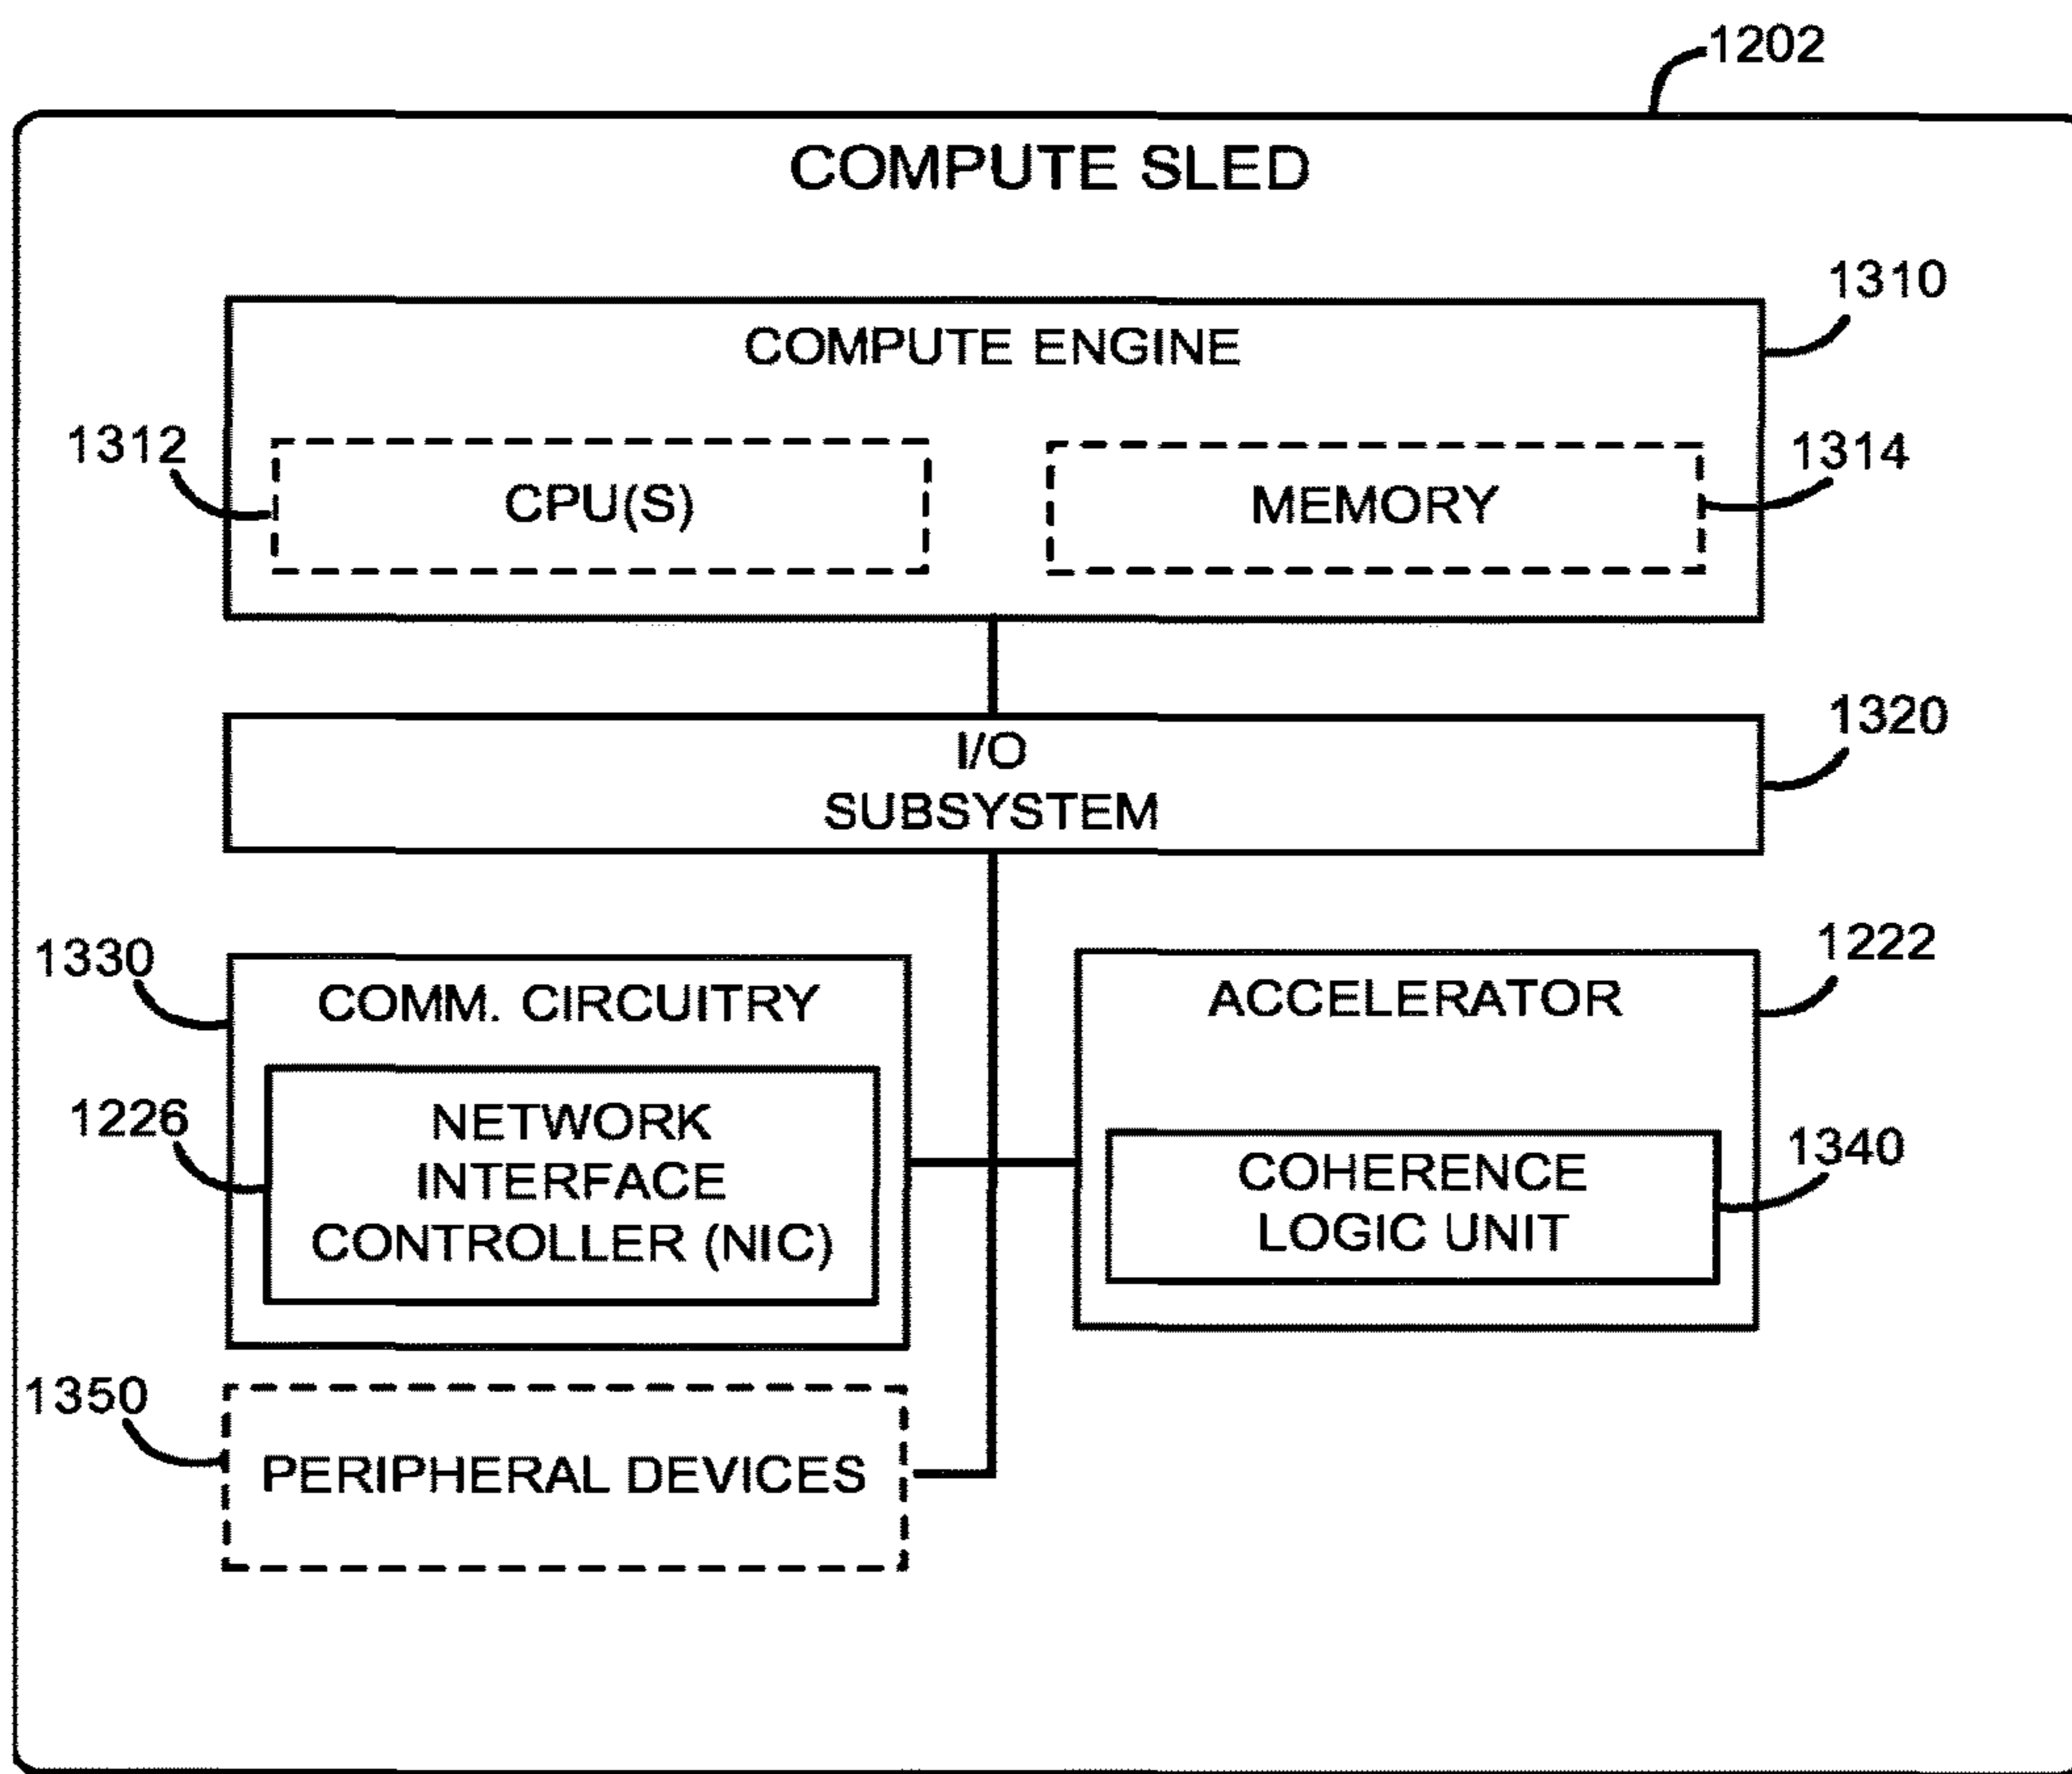 1202
COMPUTE SLED
1310
COMPUTE ENGINE
1312
CPU(S)
MEMORY
1314
1320
I/O
SUBSYSTEM
1330
COMM. CIRCUITRY
1226
NETWORK
INTERFACE
CONTROLLER (NIC)
1222
ACCELERATOR
1340
COHERENCE
LOGIC UNIT
1350
PERIPHERAL DEVICES